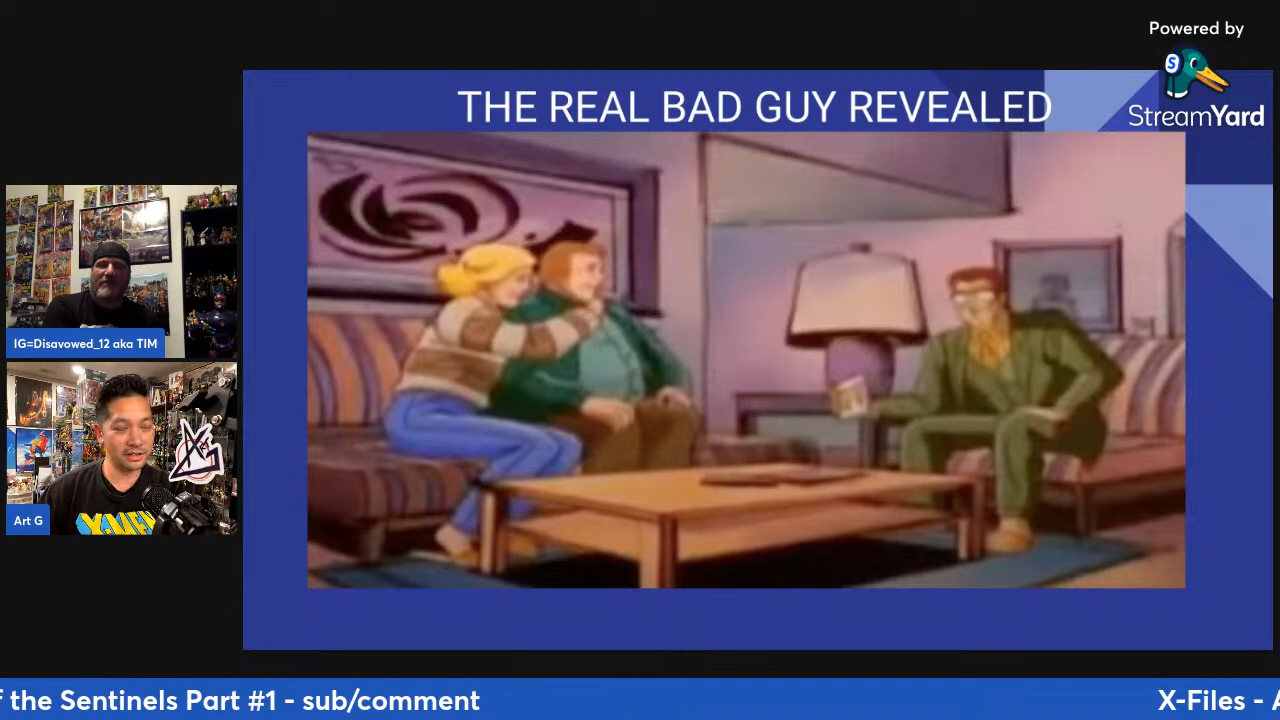 Powered by
StreamYard
THE REAL BAD GUY REVEALED
IG=Disavowed_12 aka TIM
Art G
X-MEN
f the Sentinels Part #1 - sub/comment
X-Files - A